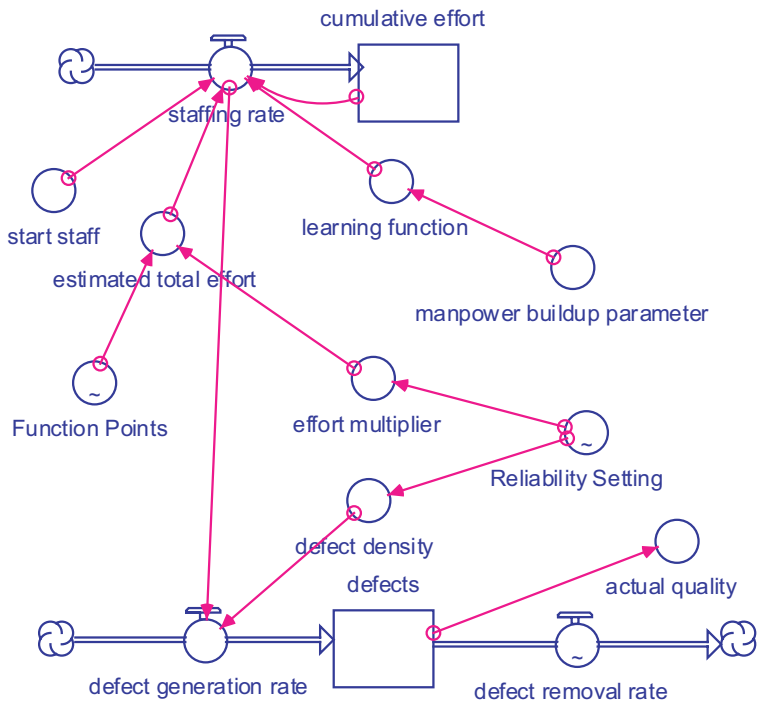 cumulative effort
staffing rate
start staff
learning function
estimated total effort
manpower buildup parameter
Function Points
~
effort multiplier
~
Reliability Setting
defect density
defects
actual quality
defect generation rate
~
defect removal rate